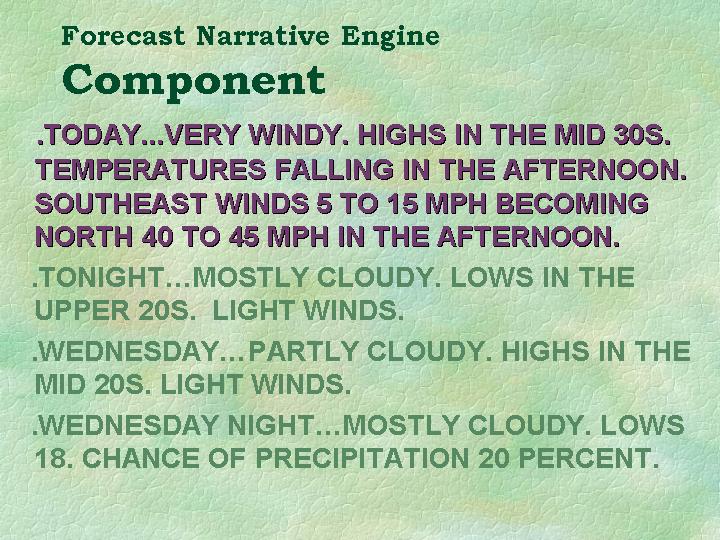 Forecast Narrative Engine
Component
.TODAY...VERY WINDY. HIGHS IN THE MID 30S.
TEMPERATURES FALLING IN THE AFTERNOON.
SOUTHEAST WINDS 5 TO 15 MPH BECOMING
NORTH 40 TO 45 MPH IN THE AFTERNOON.
.TONIGHT…MOSTLY CLOUDY. LOWS IN THE
UPPER 20S.  LIGHT WINDS.
.WEDNESDAY…PARTLY CLOUDY. HIGHS IN THE
MID 20S. LIGHT WINDS.
.WEDNESDAY NIGHT…MOSTLY CLOUDY. LOWS
18. CHANCE OF PRECIPITATION 20 PERCENT.